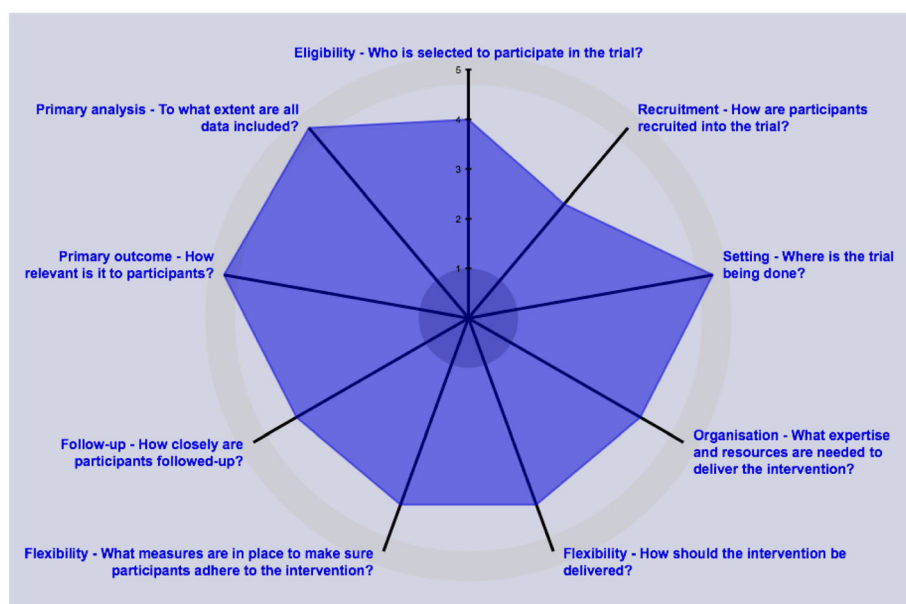 Eligibility - Who is selected to participate in the trial?
5
Primary analysis - To what extent are all
data included?
Recruitment - How are participants
recruited into the trial?
4
3
2
Primary outcome - How
relevant is it to participants?
Setting - Where is the trial
being done?
1
Follow-up - How closely are
participants followed-up?
Organisation - What expertise
and resources are needed to
deliver the intervention?
Flexibility - What measures are in place to make sure
participants adhere to the intervention?
Flexibility - How should the intervention be
delivered?